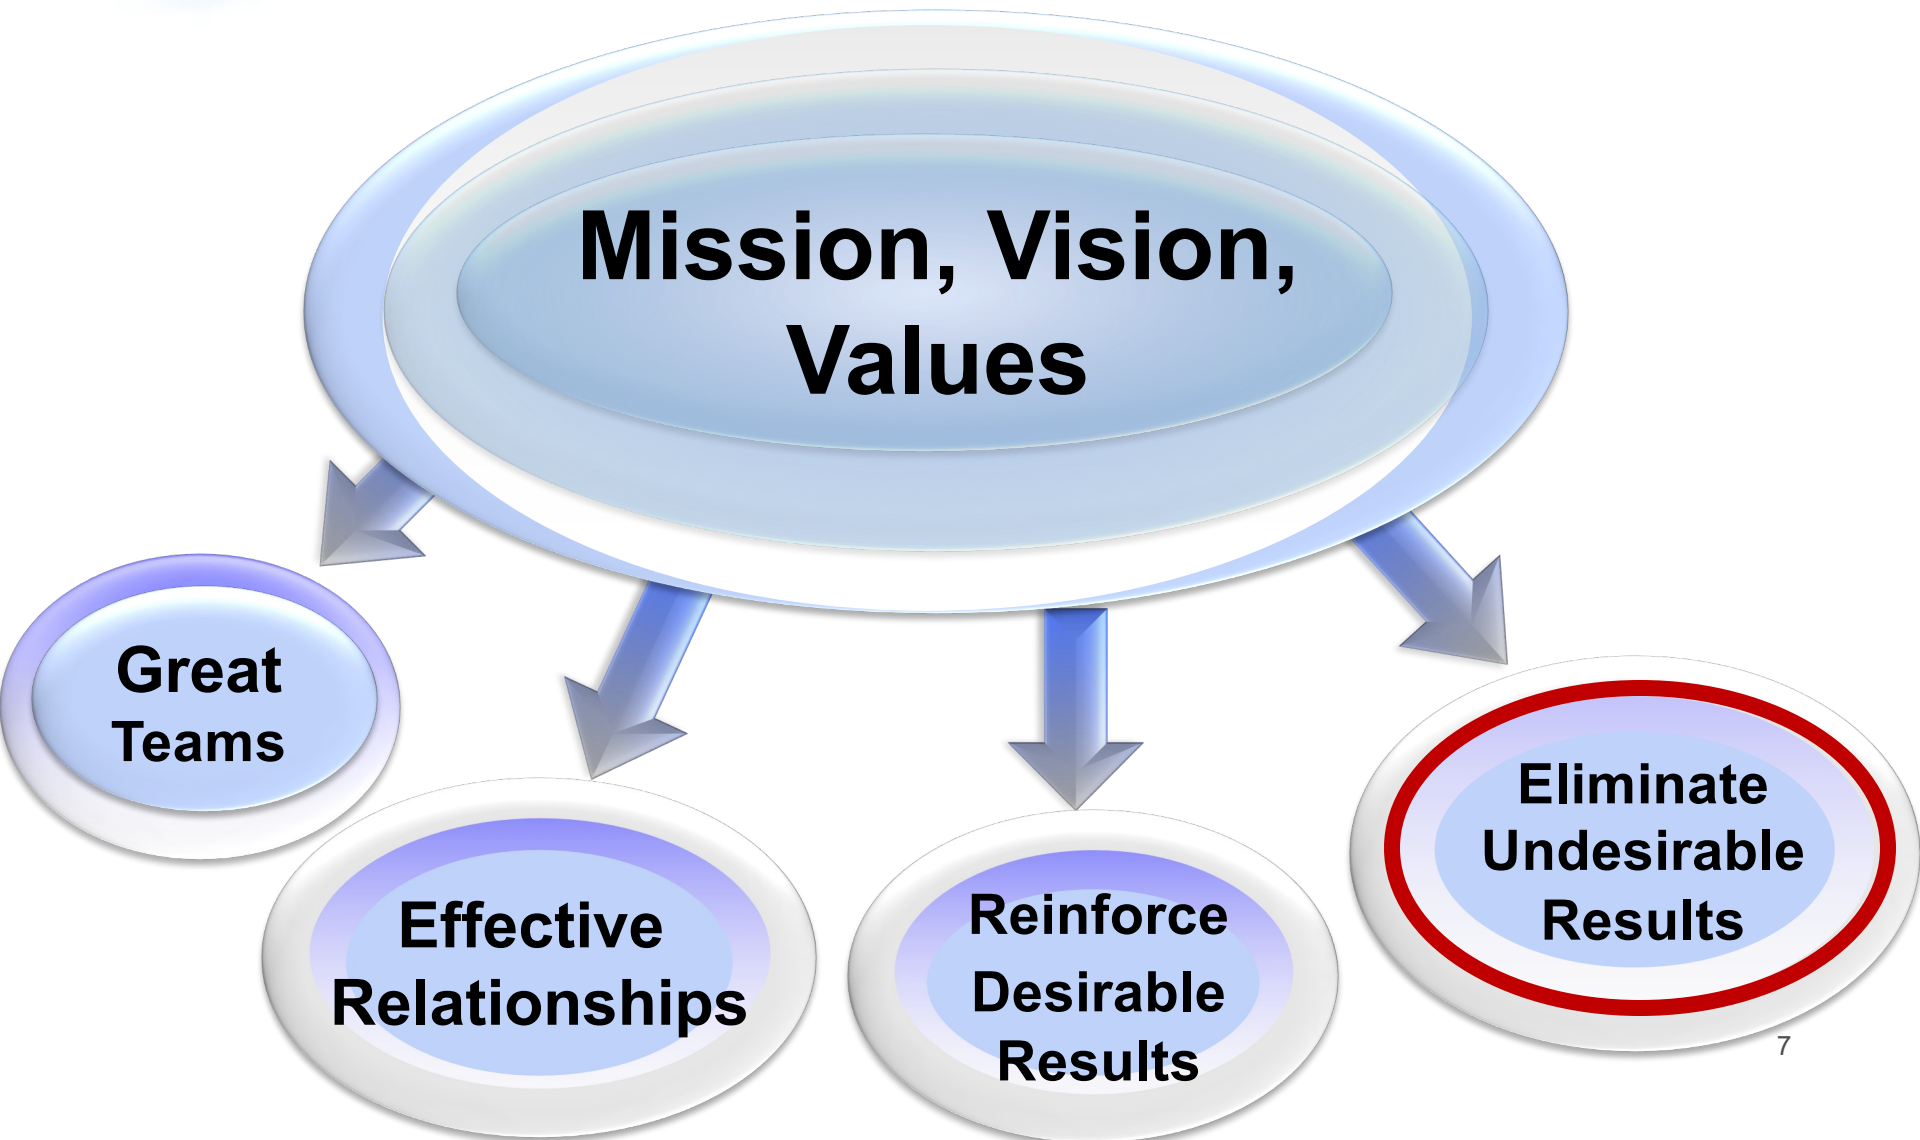 Mission, Vision,
Values
Great
Teams
Effective
Relationships
Reinforce
Desirable
Results
Eliminate
Undesirable
Results
7